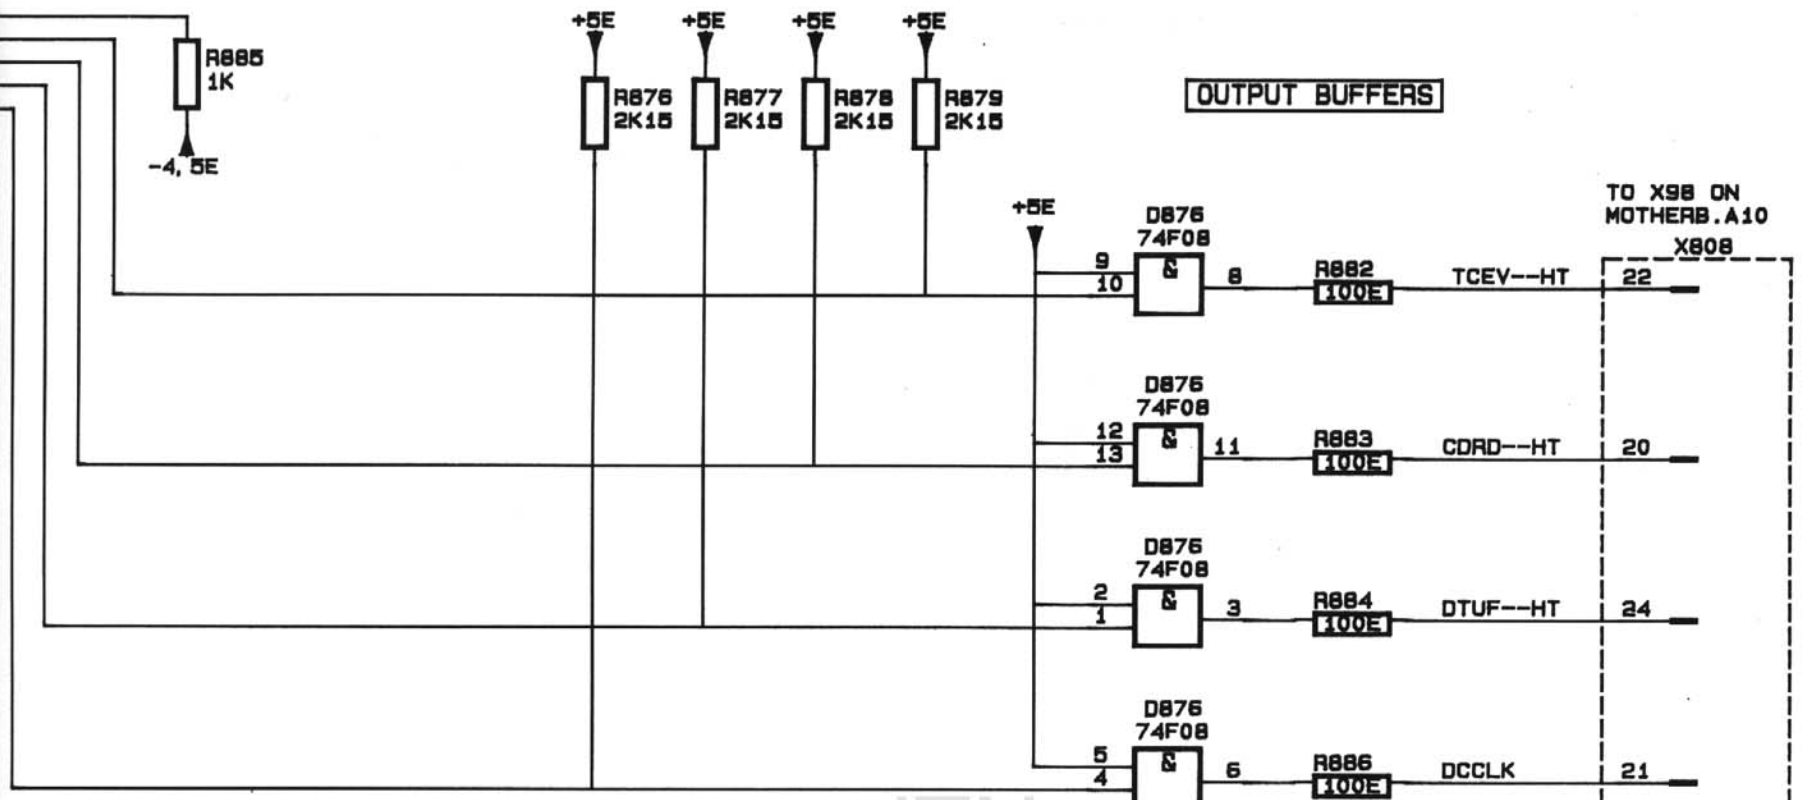 +5E
+5E
+5E
+5E
R885
1K
-4,5E
R876
2K15
R877
2K15
R878
2K15
R879
2K15
OUTPUT BUFFERS
TO X98 ON
MOTHERB.A10
X808
+5E
D876
74F08
9
10
&
8
R882
100E
TCEV--HT
22
D876
74F08
12
13
&
11
R883
100E
CDRD--HT
20
D876
74F08
2
1
&
3
R884
100E
DTUF--HT
24
D876
74F08
5
4
&
6
R886
100E
DCCLK
21